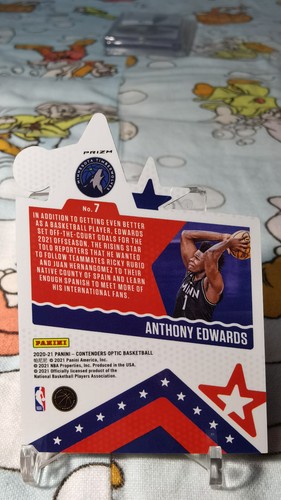 PRIZM
MINNESOTA TIMBERWOLVES
No. 7
IN ADDITION TO GETTING EVEN BETTER
AS A BASKETBALL PLAYER, EDWARDS
SET OFF-THE-COURT GOALS FOR THE
2021 OFFSEASON. THE RISING STAR
TOLD REPORTERS THAT HE WANTED
TO FOLLOW TEAMMATES RICKY RUBIO
AND JUAN HERNANGOMEZ TO THEIR
NATIVE COUNTRY OF SPAIN AND LEARN
ENOUGH SPANISH TO MEET MORE OF
HIS INTERNATIONAL FANS.
ANTHONY EDWARDS
PANINI
2020-21 PANINI – CONTENDERS OPTIC BASKETBALL
© 2021 Panini America, Inc.
© 2021 NBA Properties, Inc. Produced in the USA.
© 2021 Officially licensed product of the
National Basketball Players Association.